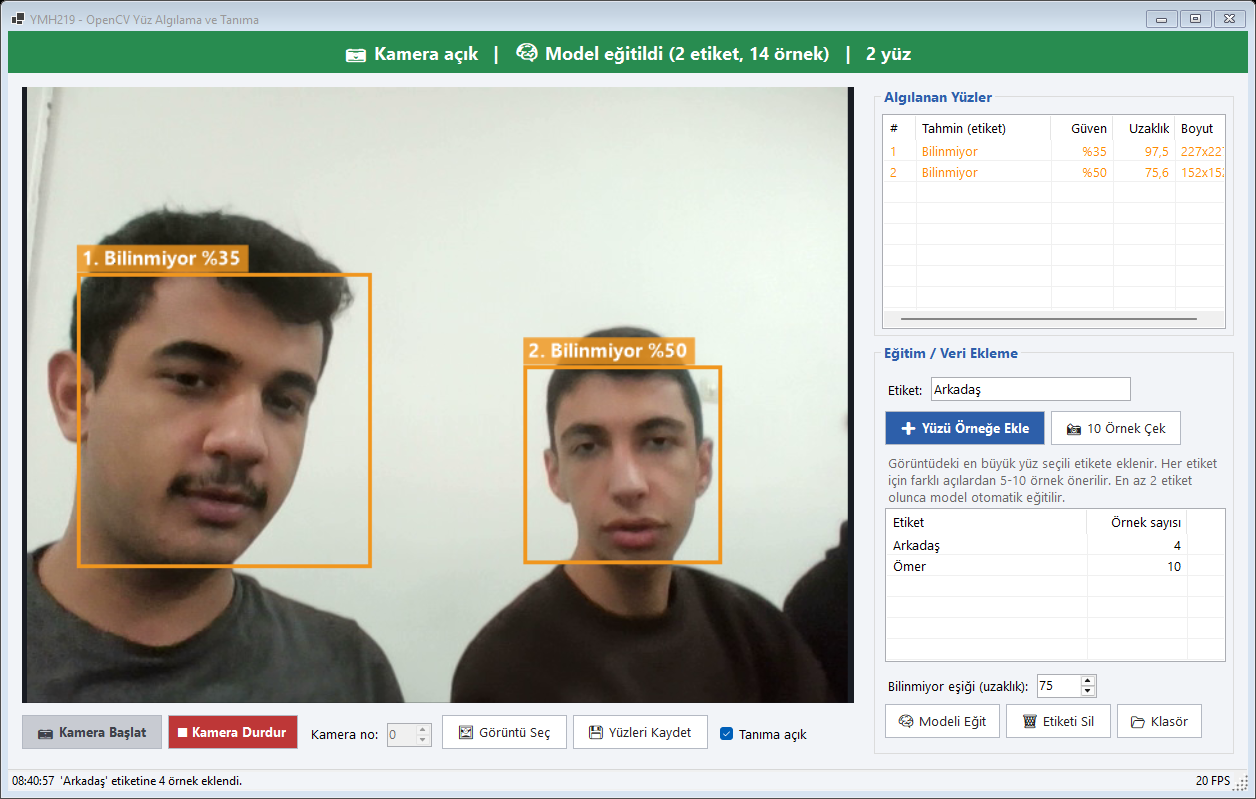 YMH219 - OpenCV Yüz Algılama ve Tanıma
Kamera açık | Model eğitildi (2 etiket, 14 örnek) | 2 yüz
1. Bilinmiyor %35
2. Bilinmiyor %50
Algılanan Yüzler
# Tahmin (etiket) Güven Uzaklık Boyut
1 Bilinmiyor %35 97,5 227x227
2 Bilinmiyor %50 75,6 152x152
Eğitim / Veri Ekleme
Etiket: Arkadaş
Yüzü Örneğe Ekle 10 Örnek Çek
Görüntüdeki en büyük yüz seçili etikete eklenir. Her etiket
için farklı açılardan 5-10 örnek önerilir. En az 2 etiket
olunca model otomatik eğitilir.
Etiket Örnek sayısı
Arkadaş 4
Ömer 10
Bilinmiyor eşiği (uzaklık): 75
Modeli Eğit Etiketi Sil Klasör
Kamera Başlat Kamera Durdur Kamera no: 0 Görüntü Seç Yüzleri Kaydet Tanıma açık
08:40:57 'Arkadaş' etiketine 4 örnek eklendi. 20 FPS